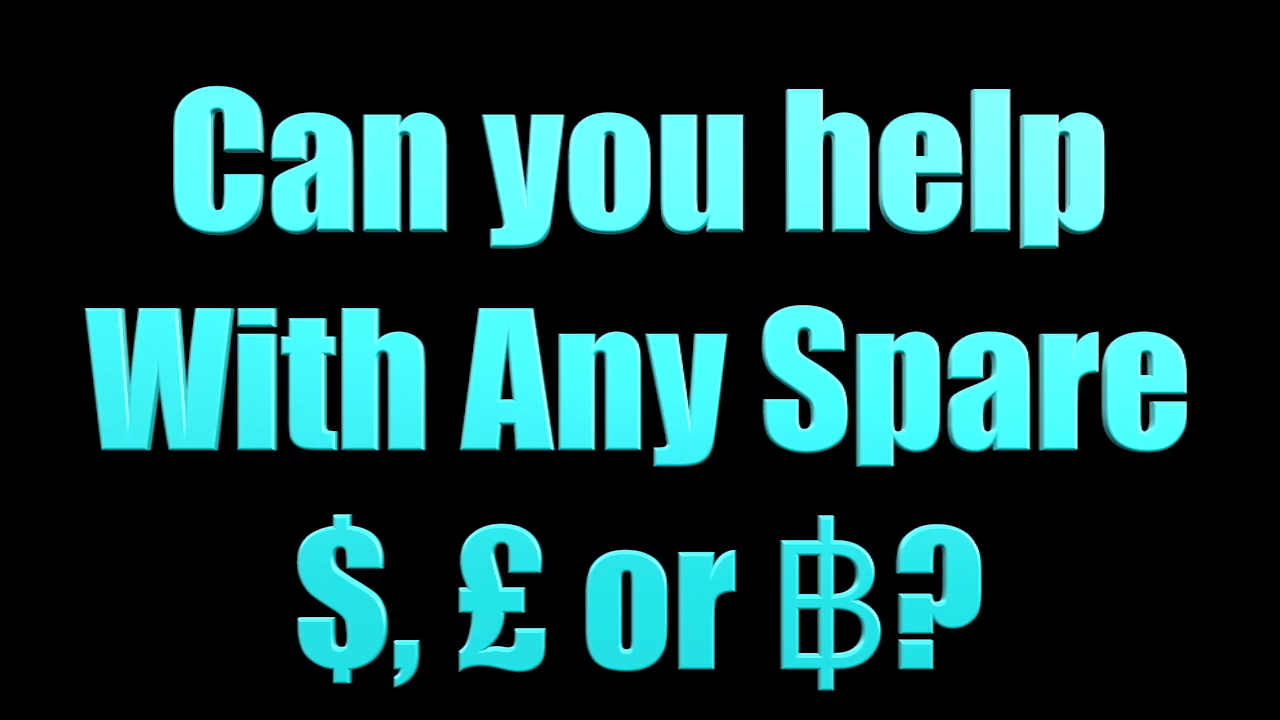 Can you help
With Any Spare
$, £ or ฿?